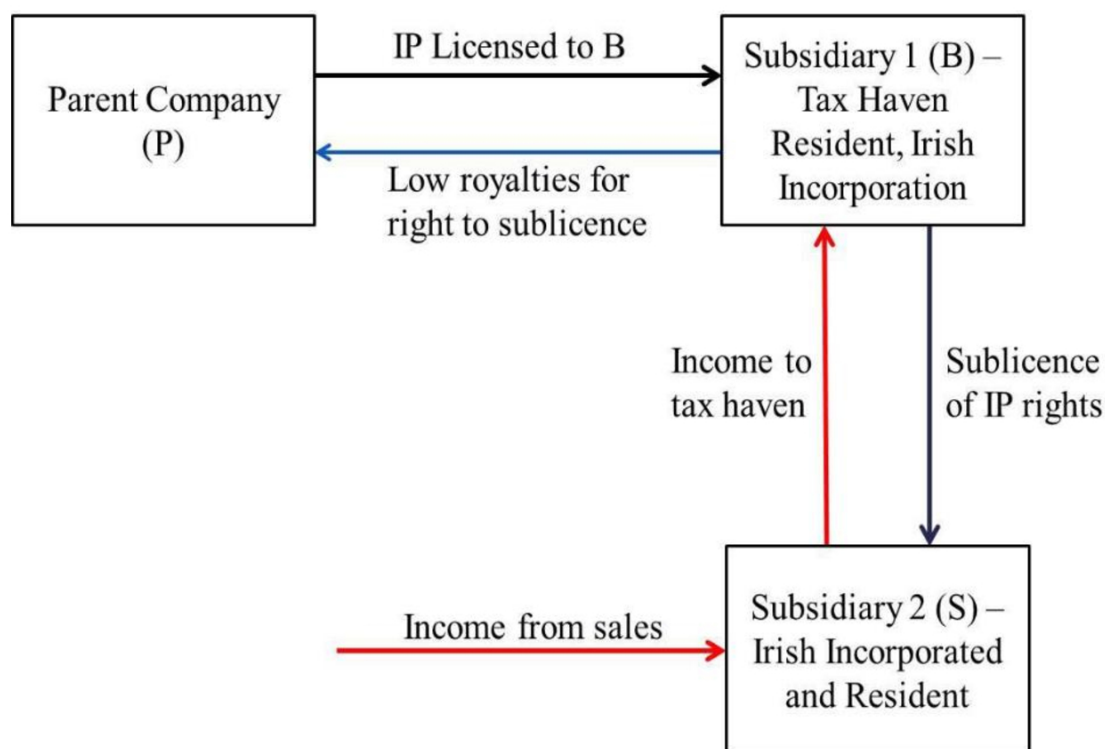 Parent Company
(P)
IP Licensed to B
Low royalties for
right to sublicence
Subsidiary 1 (B) –
Tax Haven
Resident, Irish
Incorporation
Income to
tax haven
Sublicence
of IP rights
Income from sales
Subsidiary 2 (S) –
Irish Incorporated
and Resident